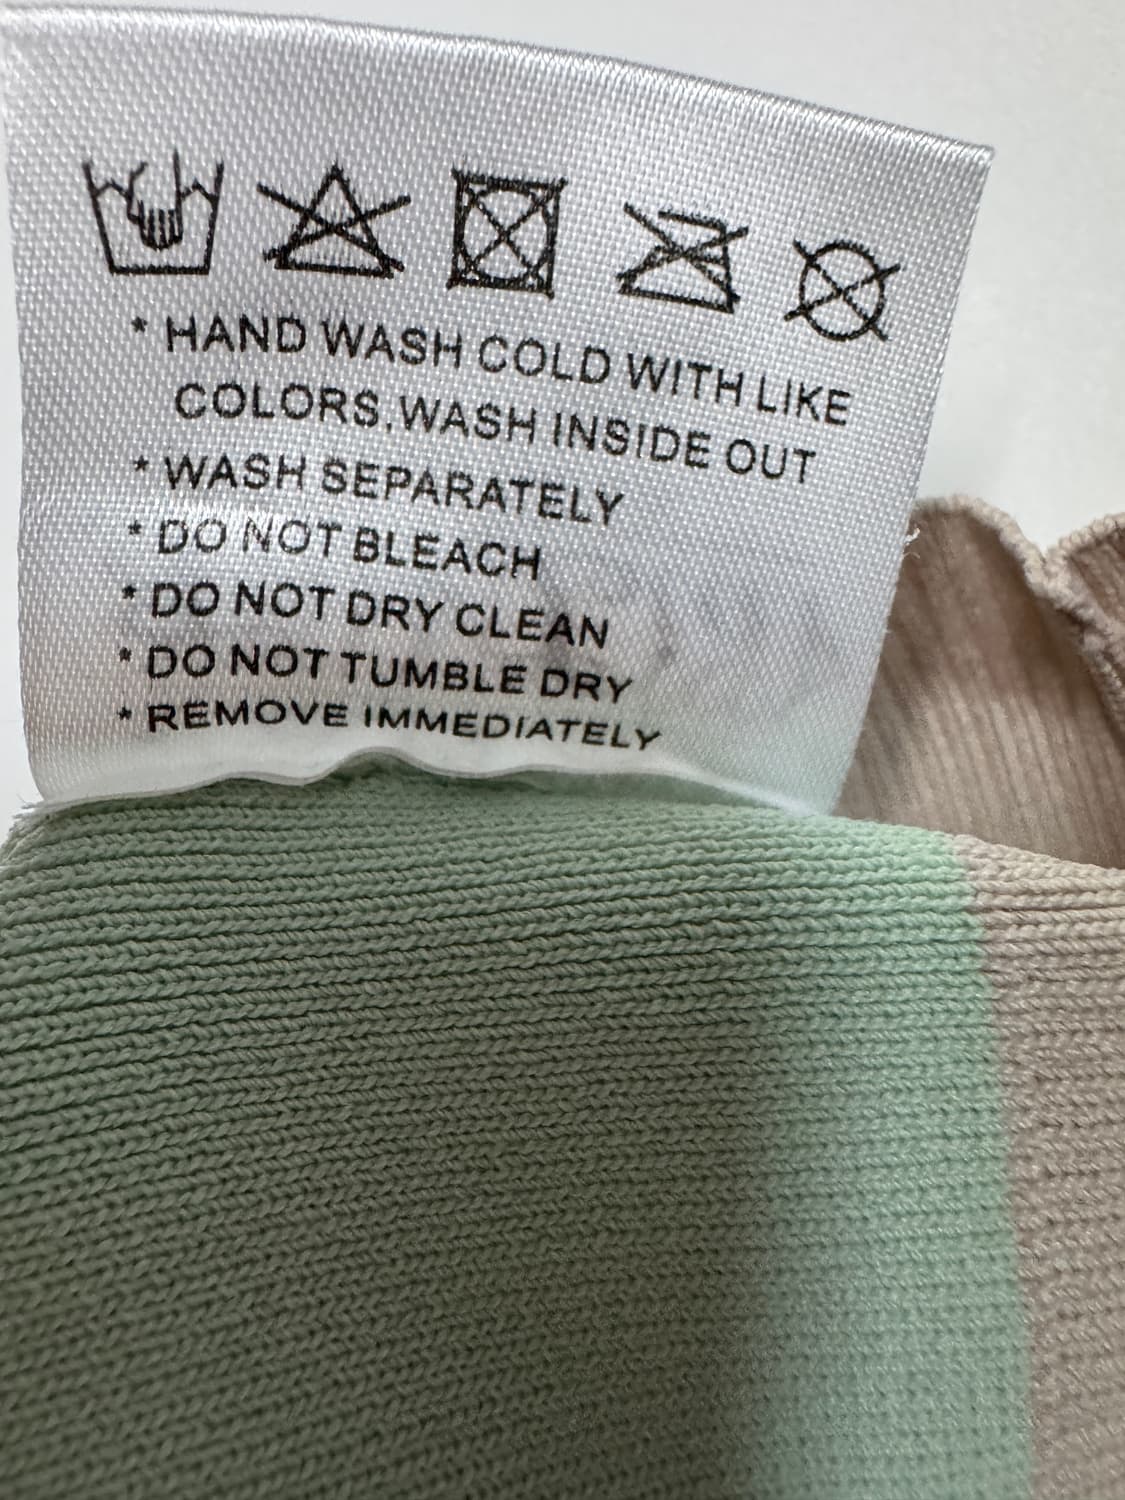 * HAND WASH COLD WITH LIKE
COLORS,WASH INSIDE OUT
* WASH SEPARATELY
* DO NOT BLEACH
* DO NOT DRY CLEAN
* DO NOT TUMBLE DRY
* REMOVE IMMEDIATELY